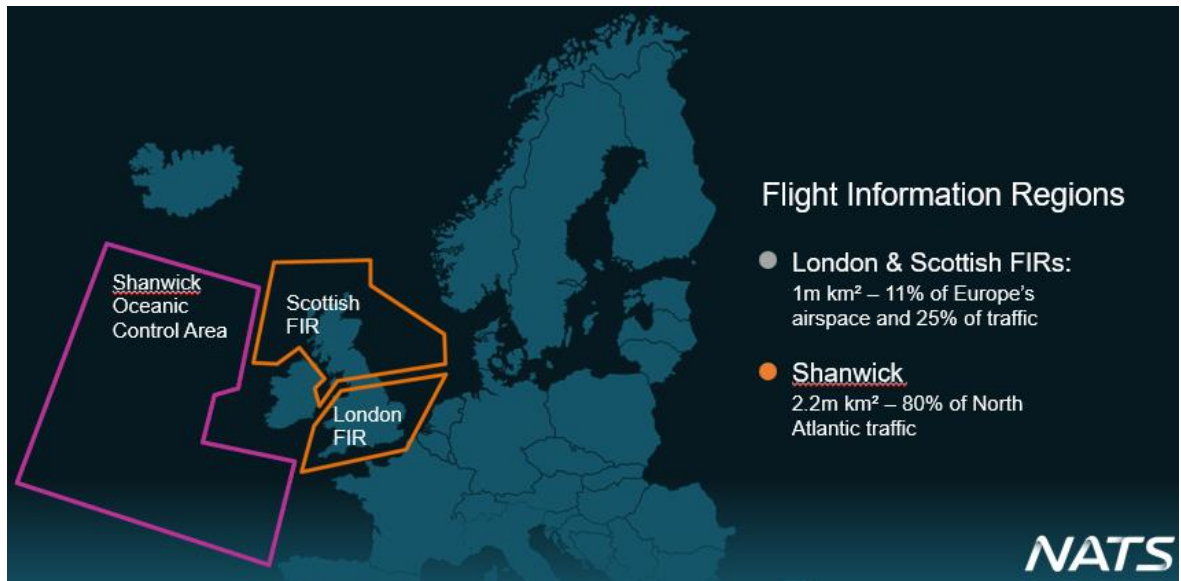 Shanwick
Oceanic
Control Area
Scottish
FIR
London
FIR
Flight Information Regions
London & Scottish FIRs:
1m km² – 11% of Europe's
airspace and 25% of traffic
Shanwick
2.2m km² – 80% of North
Atlantic traffic
NATS